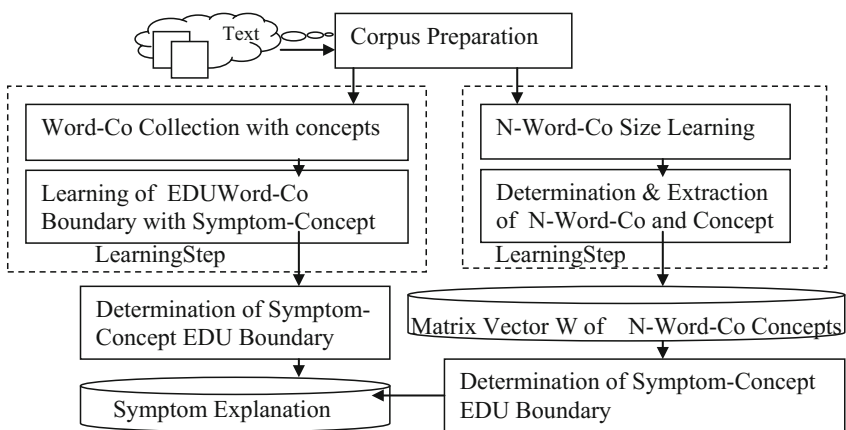 Text
Corpus Preparation
Word-Co Collection with concepts
Learning of EDUWord-Co
Boundary with Symptom-Concept
LearningStep
Determination of Symptom-
Concept EDU Boundary
Symptom Explanation
N-Word-Co Size Learning
Determination & Extraction
of N-Word-Co and Concept
LearningStep
Matrix Vector W of N-Word-Co Concepts
Determination of Symptom-Concept
EDU Boundary